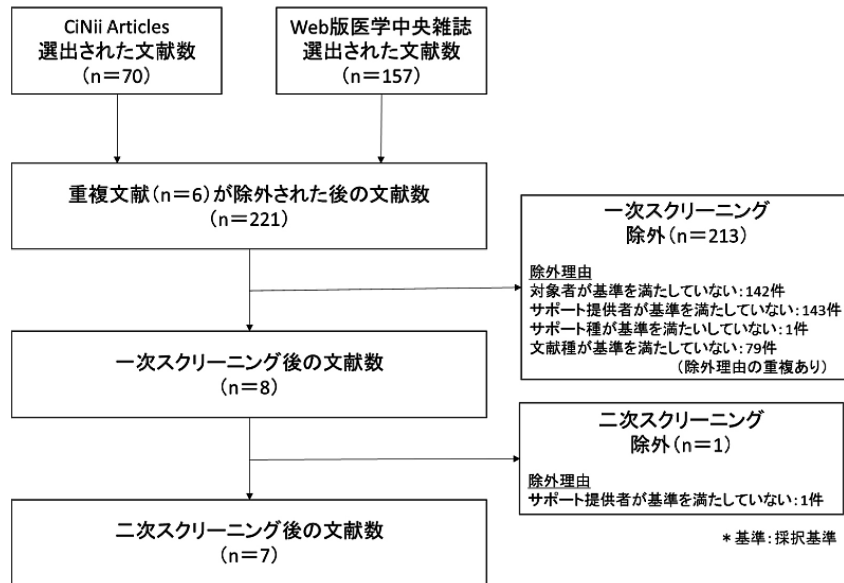 CiNii Articles
選出された文献数
(n=70)
Web版医学中央雑誌
選出された文献数
(n=157)
重複文献(n=6)が除外された後の文献数
(n=221)
一次スクリーニング
除外(n=213)
除外理由
対象者が基準を満たしていない:142件
サポート提供者が基準を満たしていない:143件
サポート種が基準を満たいしていない:1件
文献種が基準を満たしていない:79件
(除外理由の重複あり)
一次スクリーニング後の文献数
(n=8)
二次スクリーニング
除外(n=1)
除外理由
サポート提供者が基準を満たしていない:1件
二次スクリーニング後の文献数
(n=7)
*基準:採択基準